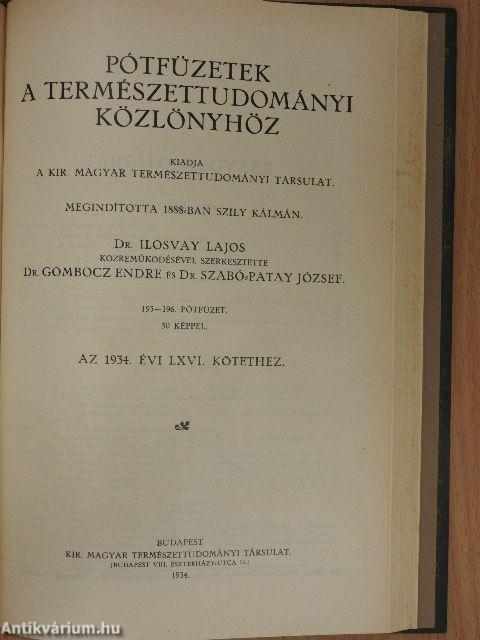 PÓTFÜZETEK
A TERMÉSZETTUDOMÁNYI
KÖZLÖNYHÖZ
KIADJA
A KIR. MAGYAR TERMÉSZETTUDOMÁNYI TÁRSULAT.
MEGINDÍTOTTA 1888-BAN SZILY KÁLMÁN.
DR. ILOSVAY LAJOS
KÖZREMŰKÖDÉSÉVEL SZERKESZTETTE
DR. GOMBOCZ ENDRE ÉS DR. SZABÓ-PATAY JÓZSEF.
193—196. PÓTFÜZET.
50 KÉPPEL.
AZ 1934. ÉVI LXVI. KÖTETHEZ.
BUDAPEST
KIR. MAGYAR TERMÉSZETTUDOMÁNYI TÁRSULAT.
(BUDAPEST VIII, ESZTERHÁZY-UTCA 16.)
1934.
Antikvárium.hu